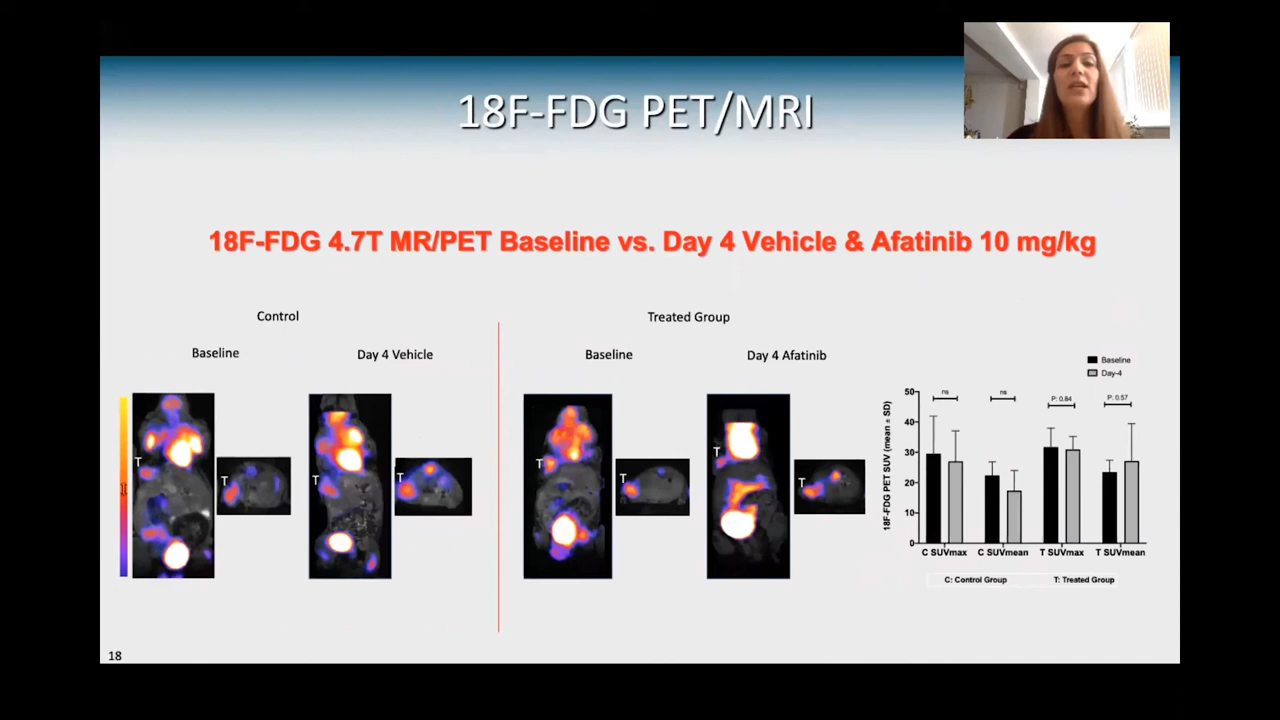 18F-FDG PET/MRI
18F-FDG 4.7T MR/PET Baseline vs. Day 4 Vehicle & Afatinib 10 mg/kg
Control
Baseline
Day 4 Vehicle
T
T
T
T
Treated Group
Baseline
Day 4 Afatinib
T
T
T
T
Baseline
Day-4
18F-FDG PET SUV (mean ± SD)
50
40
30
20
10
0
ns
ns
P: 0.84
P: 0.57
C SUVmax
C SUVmean
T SUVmax
T SUVmean
C: Control Group
T: Treated Group
18